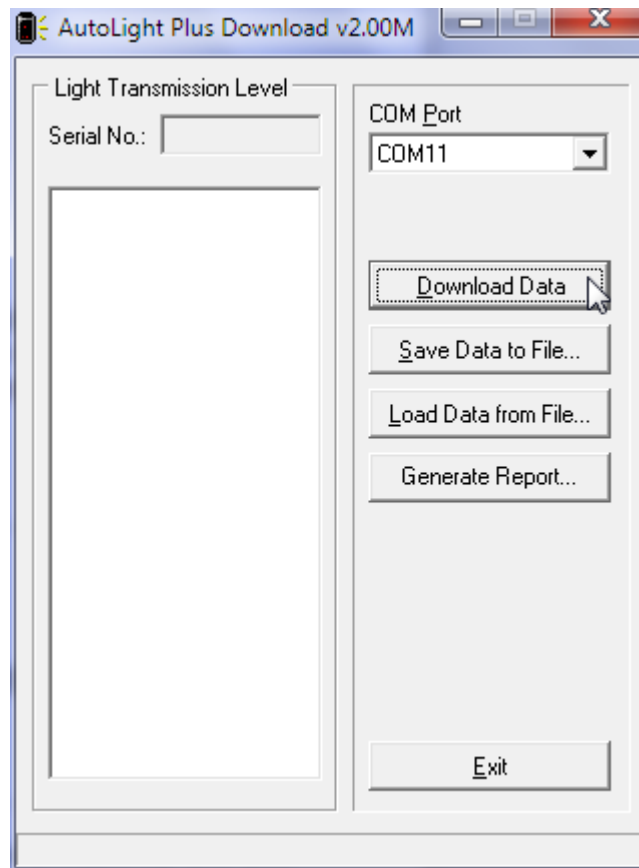 AutoLight Plus Download v2.00M
Light Transmission Level
Serial No.:
COM Port
COM11
Download Data
Save Data to File...
Load Data from File...
Generate Report...
Exit